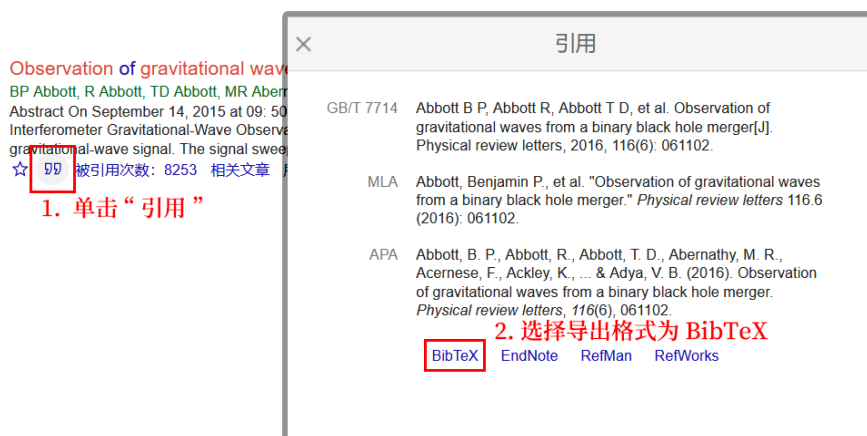 引用
Observation of gravitational wave
BP Abbott, R Abbott, TD Abbott, MR Aber
Abstract On September 14, 2015 at 09: 50
Interferometer Gravitational-Wave Observa
gravitational-wave signal. The signal sweep
被引用次数：8253 相关文章
1. 单击 “ 引用 ”
GB/T 7714 Abbott B P, Abbott R, Abbott T D, et al. Observation of
gravitational waves from a binary black hole merger[J].
Physical review letters, 2016, 116(6): 061102.
MLA Abbott, Benjamin P., et al. "Observation of gravitational waves
from a binary black hole merger." Physical review letters 116.6
(2016): 061102.
APA Abbott, B. P., Abbott, R., Abbott, T. D., Abernathy, M. R.,
Acernese, F., Ackley, K., ... & Adya, V. B. (2016). Observation
of gravitational waves from a binary black hole merger.
Physical review letters, 116(6), 061102.
2. 选择导出格式为 BibTeX
BibTeX EndNote RefMan RefWorks